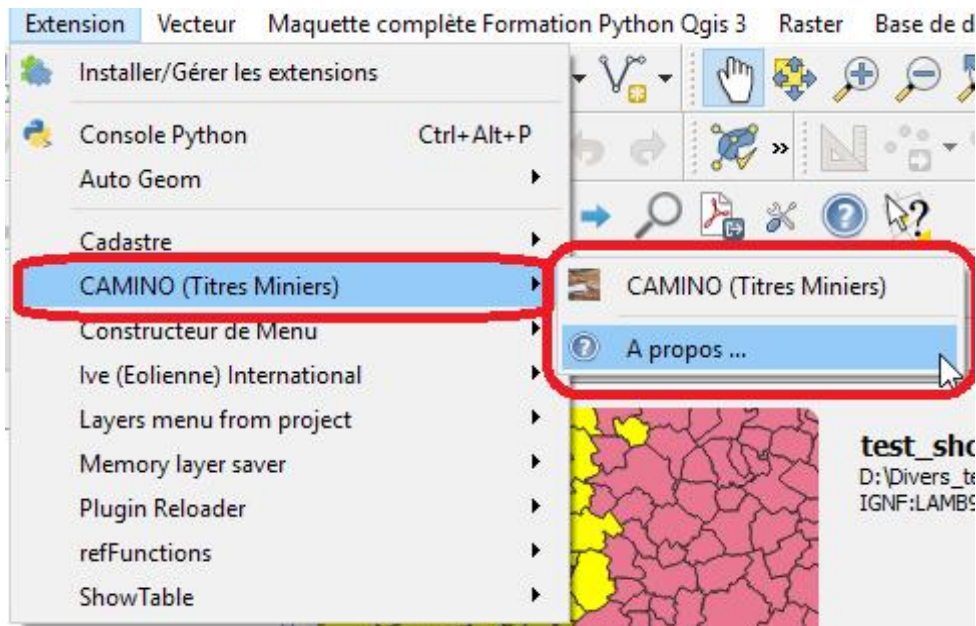 Extension Vecteur Maquette complète Formation Python Qgis 3 Raster Base de d
Installer/Gérer les extensions
Console Python Ctrl+Alt+P
Auto Geom
Cadastre
CAMINO (Titres Miniers)
CAMINO (Titres Miniers)
Constructeur de Menu
A propos ...
Ive (Eolienne) International
Layers menu from project
Memory layer saver
Plugin Reloader
refFunctions
ShowTable
test_sho
D:\Divers_te
IGNF:LAMB9